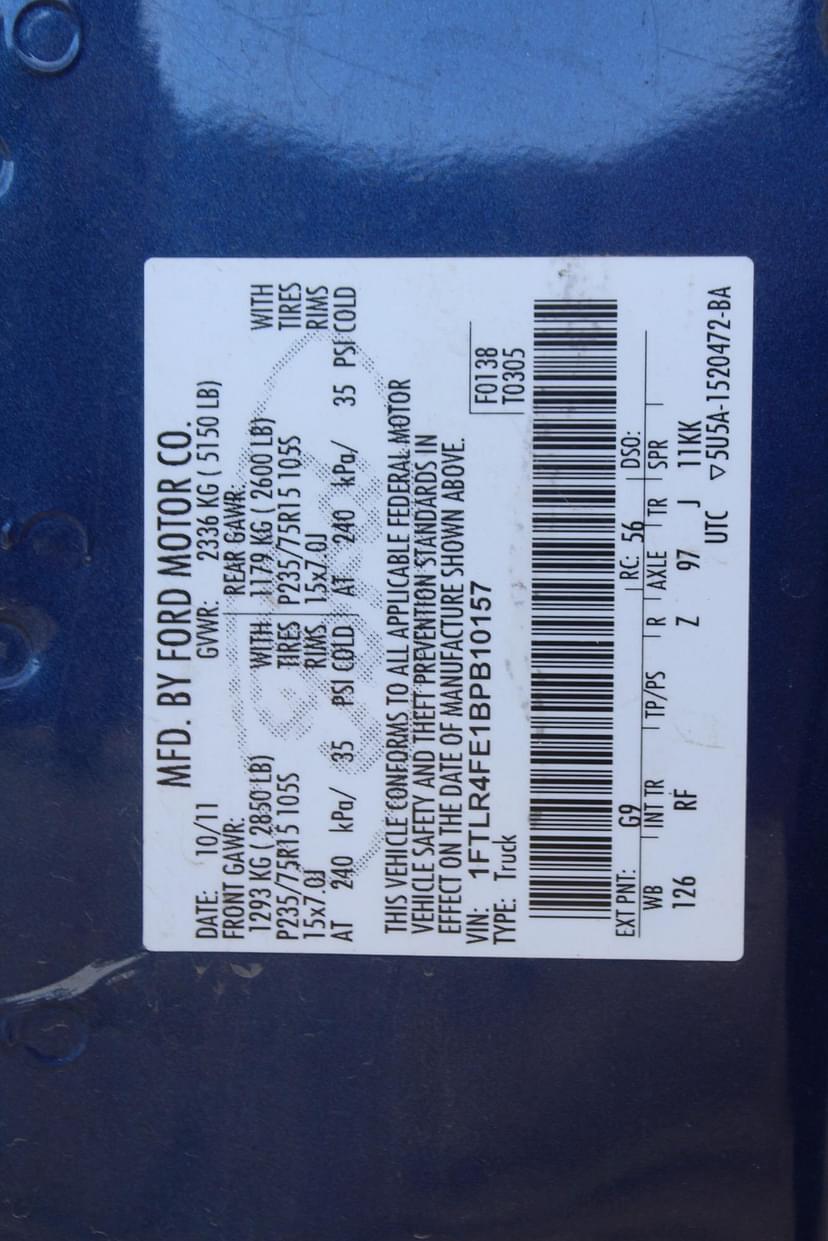 MFD. BY FORD MOTOR CO.
DATE: 10/11 GVWR: 2336 KG ( 5150 LB)
FRONT GAWR: REAR GAWR:
1293 KG ( 2850 LB) WITH 1179 KG ( 2600 LB) WITH
P235/75R15 105S TIRES P235/75R15 105S TIRES
15x7.0J RIMS 15x7.0J RIMS
AT 240 kPa/ 35 PSI COLD AT 240 kPa/ 35 PSI COLD
THIS VEHICLE CONFORMS TO ALL APPLICABLE FEDERAL MOTOR
VEHICLE SAFETY AND THEFT PREVENTION STANDARDS IN
EFFECT ON THE DATE OF MANUFACTURE SHOWN ABOVE.
VIN: 1FTLR4FE1BPB10157 F0138
TYPE: Truck T0305
EXT PNT: G9 RC: 56 DSO:
WB INT TR TP/PS R AXLE TR SPR
126 RF Z 97 J 11KK
UTC ▽5U5A-1520472-BA